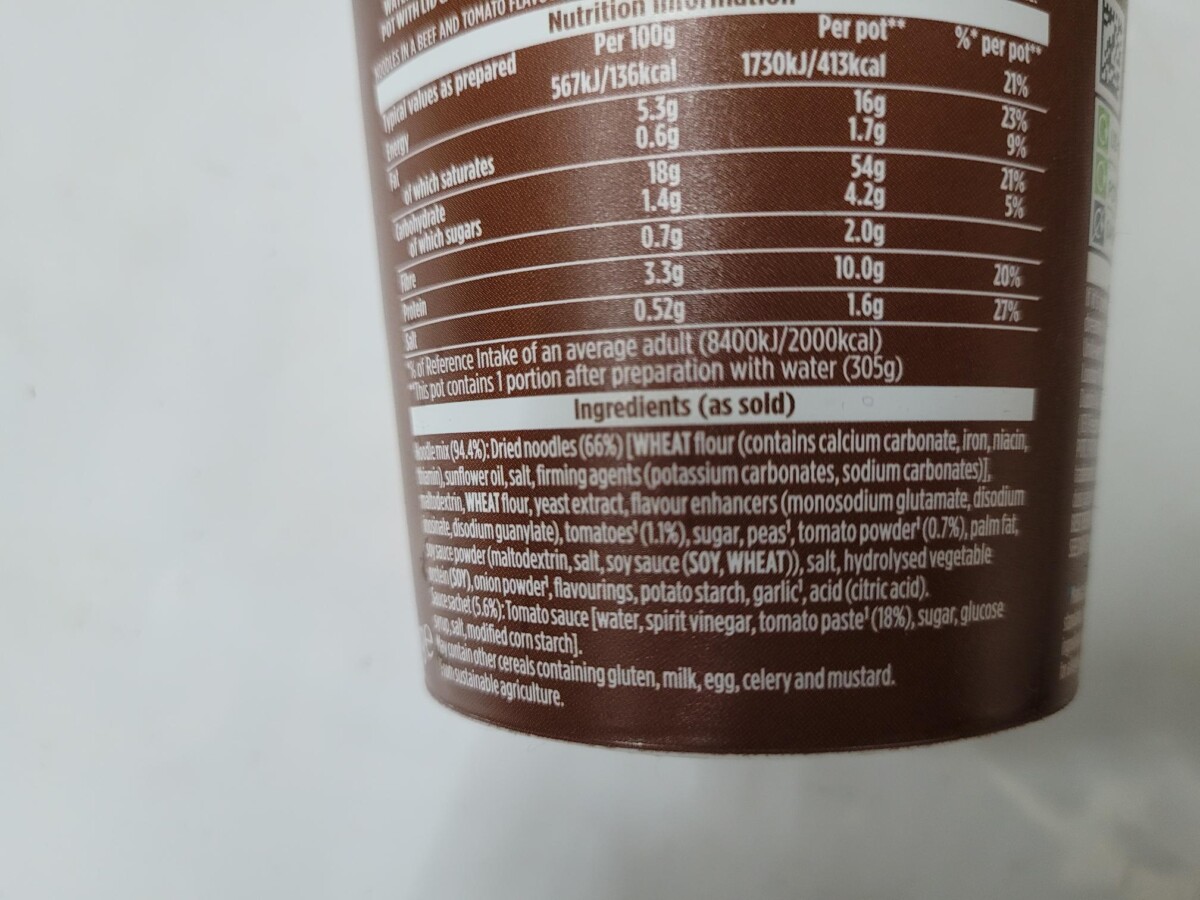 POT WITH LID
NOODLES IN A BEEF AND TOMATO
Nutrition Information
Typical values as prepared Per 100g Per pot** %* per pot**
Energy 567kJ/136kcal 1730kJ/413kcal 21%
Fat 5.3g 16g 23%
of which saturates 0.6g 1.7g 9%
Carbohydrate 18g 54g 21%
of which sugars 1.4g 4.2g 5%
Fibre 0.7g 2.0g
Protein 3.3g 10.0g 20%
Salt 0.52g 1.6g 27%
*% of Reference Intake of an average adult (8400kJ/2000kcal)
**This pot contains 1 portion after preparation with water (305g)
Ingredients (as sold)
Noodle mix (94.4%): Dried noodles (66%) [WHEAT flour (contains calcium carbonate, iron, niacin,
thiamin), sunflower oil, salt, firming agents (potassium carbonates, sodium carbonates)],
maltodextrin, WHEAT flour, yeast extract, flavour enhancers (monosodium glutamate, disodium
inosinate, disodium guanylate), tomatoes¹ (1.1%), sugar, peas¹, tomato powder¹ (0.7%), palm fat,
soy sauce powder (maltodextrin, salt, soy sauce (SOY, WHEAT)), salt, hydrolysed vegetable
protein (SOY), onion powder¹, flavourings, potato starch, garlic¹, acid (citric acid).
Sauce sachet (5.6%): Tomato sauce [water, spirit vinegar, tomato paste¹ (18%), sugar, glucose
syrup, salt, modified corn starch].
May contain other cereals containing gluten, milk, egg, celery and mustard.
¹From sustainable agriculture.